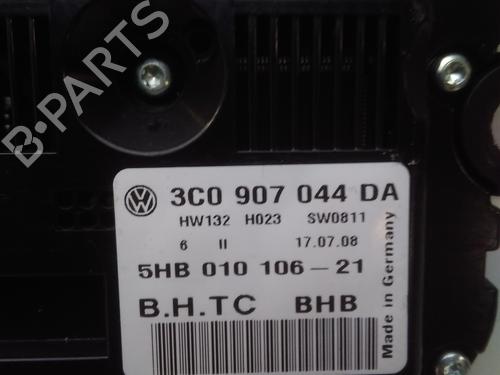 B-PARTS
3C0 907 044 DA
HW132 H023 SW0811
6 II 17.07.08
5HB 010 106-21
B.H.TC BHB
Made in Germany